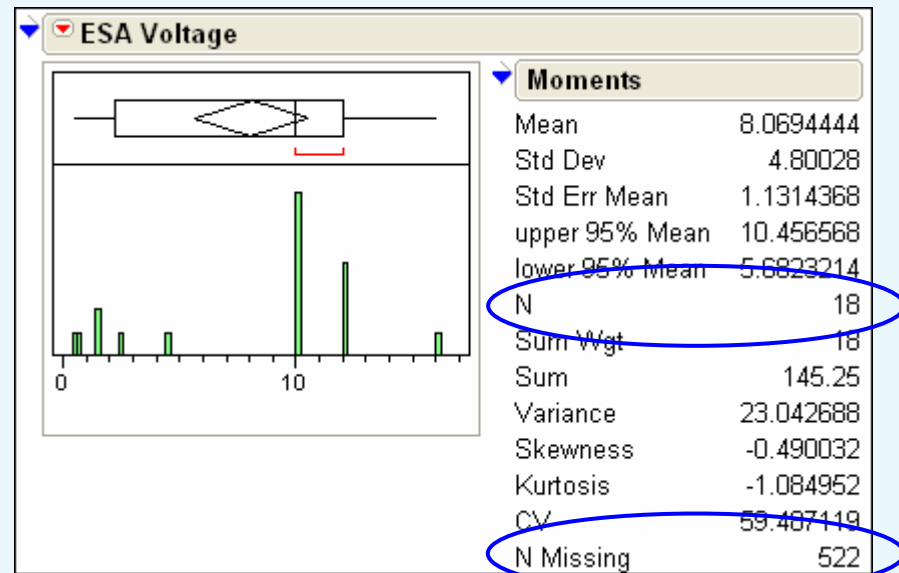 ESA Voltage
0
10
Moments
Mean 8.0694444
Std Dev 4.80028
Std Err Mean 1.1314368
upper 95% Mean 10.456568
lower 95% Mean 5.6823214
N 18
Sum Wgt 18
Sum 145.25
Variance 23.042688
Skewness -0.490032
Kurtosis -1.084952
CV 59.487119
N Missing 522